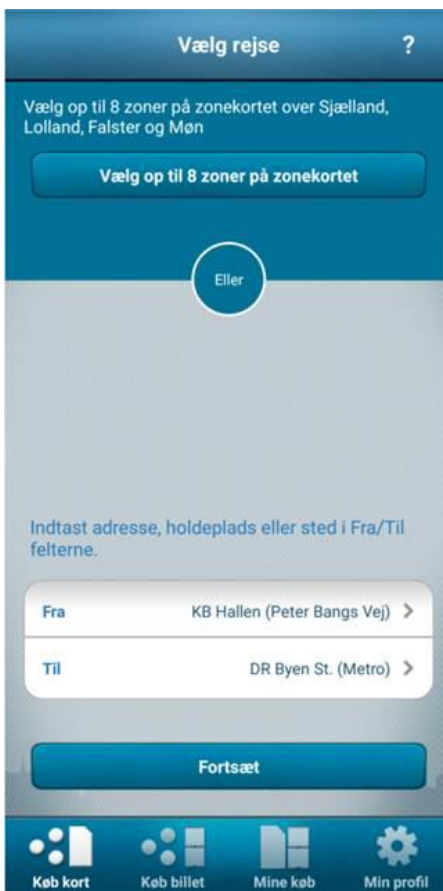 Vælg rejse ?
Vælg op til 8 zoner på zonekortet over Sjælland,
Lolland, Falster og Møn
Vælg op til 8 zoner på zonekortet
Eller
Indtast adresse, holdeplads eller sted i Fra/Til
felterne.
Fra KB Hallen (Peter Bangs Vej)
Til DR Byen St. (Metro)
Fortsæt
Køb kort Køb billet Mine køb Min profil